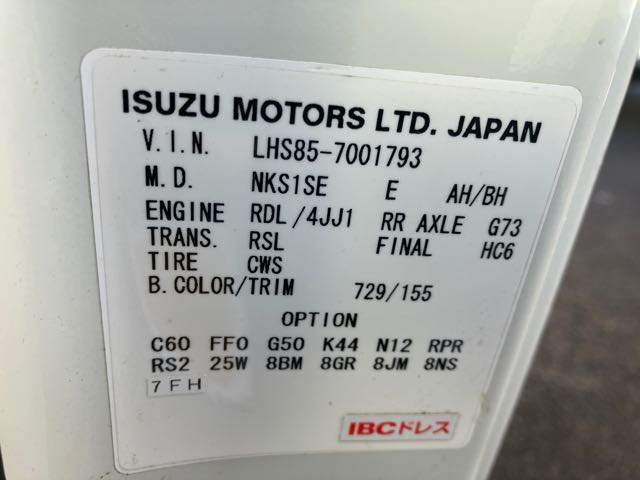 ISUZU MOTORS LTD. JAPAN
V.I.N. LHS85-7001793
M.D. NKS1SE E AH/BH
ENGINE RDL/4JJ1 RR AXLE G73
TRANS. RSL FINAL HC6
TIRE CWS
B.COLOR/TRIM 729/155
OPTION
C60 FF0 G50 K44 N12 RPR
RS2 25W 8BM 8GR 8JM 8NS
7FH
IBCドレス